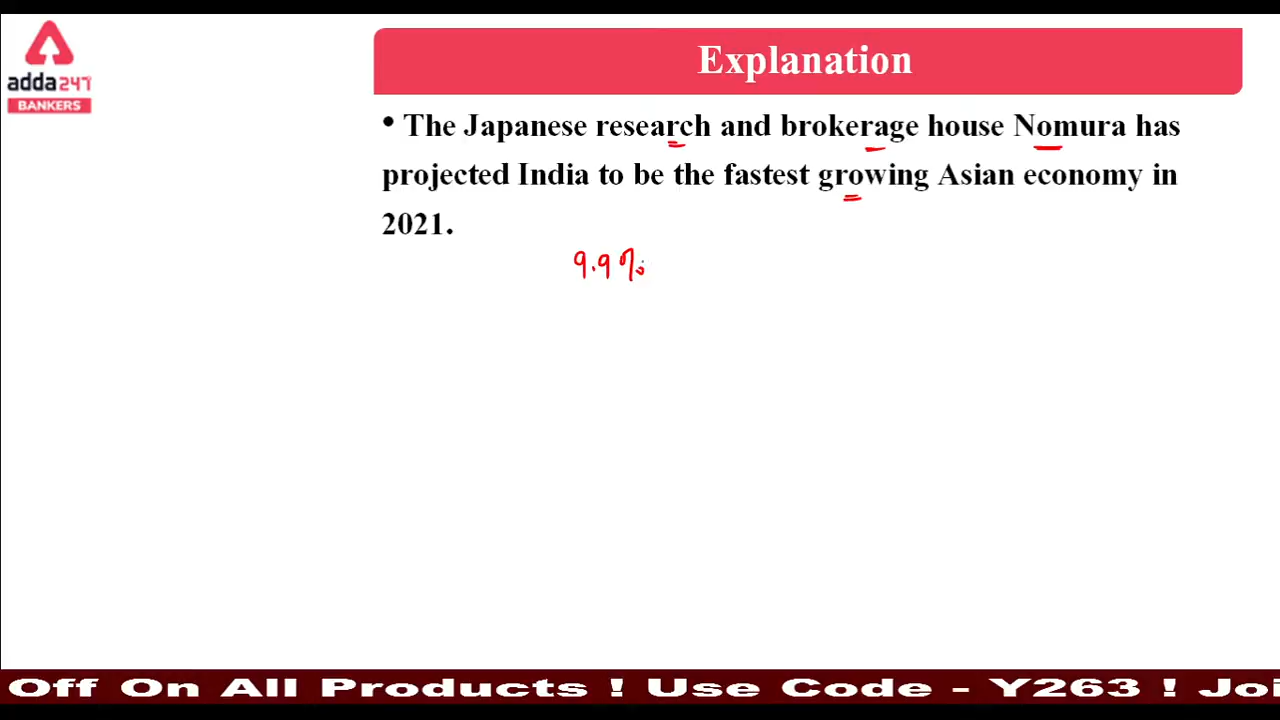 adda247
BANKERS
Explanation
• The Japanese research and brokerage house Nomura has
projected India to be the fastest growing Asian economy in
2021.
9.9%
Off On All Products ! Use Code - Y263 ! Joi